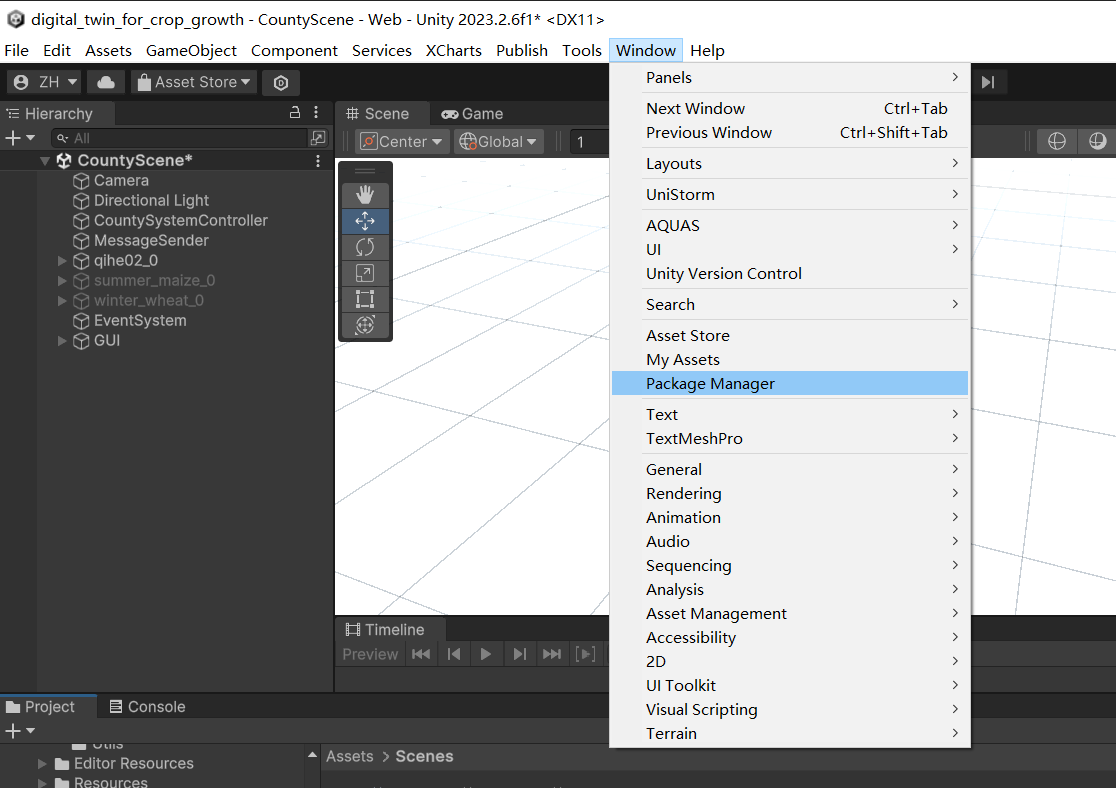 digital_twin_for_crop_growth - CountyScene - Web - Unity 2023.2.6f1* <DX11>
File Edit Assets GameObject Component Services XCharts Publish Tools Window Help
ZH Asset Store
Hierarchy
All
CountyScene*
Camera
Directional Light
CountySystemController
MessageSender
qihe02_0
summer_maize_0
winter_wheat_0
EventSystem
GUI
Scene Game
Center Global 1
Panels
Next Window Ctrl+Tab
Previous Window Ctrl+Shift+Tab
Layouts
UniStorm
AQUAS
UI
Unity Version Control
Search
Asset Store
My Assets
Package Manager
Text
TextMeshPro
General
Rendering
Animation
Audio
Sequencing
Analysis
Asset Management
Accessibility
2D
UI Toolkit
Visual Scripting
Terrain
Timeline
Preview
Project Console
Utils
Editor Resources
Resources
Assets > Scenes